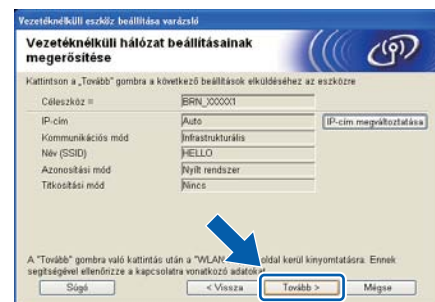 Vezetéknélküli eszköz beállítása varázsló
Vezetéknélküli hálózat beállításainak
megerősítése
Kattintson a „Tovább" gombra a következő beállítások elküldéséhez az eszközre
Céleszköz = BRN_XXXXX1
IP-cím Auto IP-cím megváltoztatása
Kommunikációs mód Infrastrukturális
Név (SSID) HELLO
Azonosítási mód Nyílt rendszer
Titkosítási mód Nincs
A "Tovább" gombra való kattintás után a "WLAN oldal kerül kinyomtatásra. Ennek
segítségével ellenőrizze a kapcsolatra vonatkozó adatokat
Súgó < Vissza Tovább > Mégse